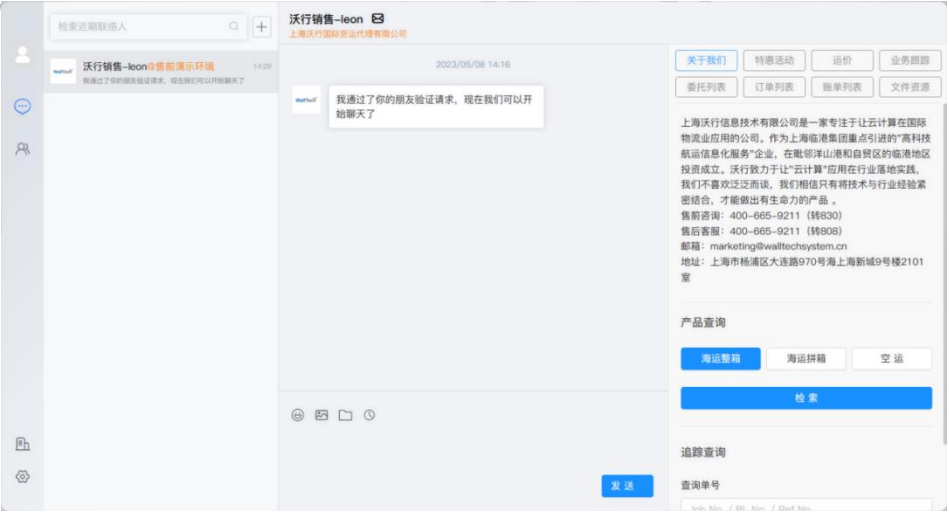 检索近期联络人
沃行销售-leon@售前演示环境 14:20
我通过了你的朋友验证请求，现在我们可以开始聊天了
沃行销售-leon
上海沃行国际货运代理有限公司
2023/05/08 14:16
我通过了你的朋友验证请求，现在我们可以开
始聊天了
发 送
关于我们 特惠活动 运价 业务跟踪
委托列表 订单列表 账单列表 文件资源
上海沃行信息技术有限公司是一家专注于让云计算在国际
物流业应用的公司。作为上海临港集团重点引进的“高科技
航运信息化服务”企业，在毗邻洋山港和自贸区的临港地区
投资成立。沃行致力于让“云计算”应用在行业落地实践，
我们不喜欢泛泛而谈，我们相信只有将技术与行业经验紧
密结合，才能做出有生命力的产品 。
售前咨询：400-665-9211（转830）
售后客服：400-665-9211（转808）
邮箱：marketing@walltechsystem.cn
地址：上海市杨浦区大连路970号海上海新城9号楼2101
室
产品查询
海运整箱 海运拼箱 空 运
检 索
追踪查询
查询单号
Job No. / BL No. / Ref No.